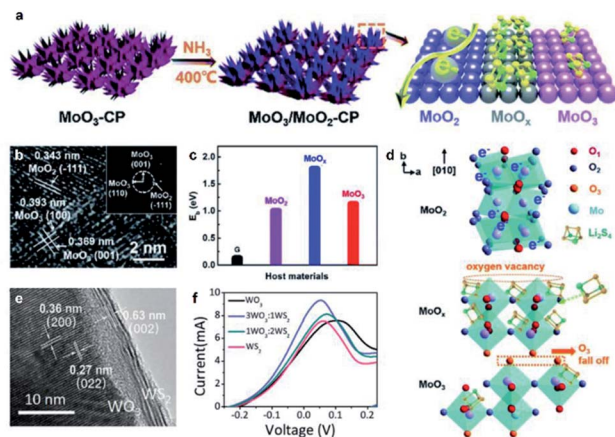 a
NH3
400℃
MoO3-CP
MoO3/MoO2-CP
e-
e-
MoO2
MoOx
MoO3
b
0.343 nm
MoO2 (-111)
0.393 nm
MoO3 (100)
0.369 nm
MoO3 (001)
MoO3
(001)
MoO3
(110)
MoO2
(-111)
2 nm
c
Eb (eV)
2.0
1.6
1.2
0.8
0.4
0.0
G
MoO2
MoOx
MoO3
Host materials
d
b
a
[010]
e-
e-
e-
e-
e-
MoO2
O1
O2
O3
Mo
Li2S4
oxygen vacancy
MoOx
O3
fall off
MoO3
e
0.36 nm
(200)
0.63 nm
(002)
0.27 nm
(022)
WO3
WS2
10 nm
f
Current(mA)
10
8
6
4
2
0
WO3
3WO3:1WS2
1WO3:2WS2
WS2
-0.2
-0.1
0.0
0.1
0.2
Voltage (V)